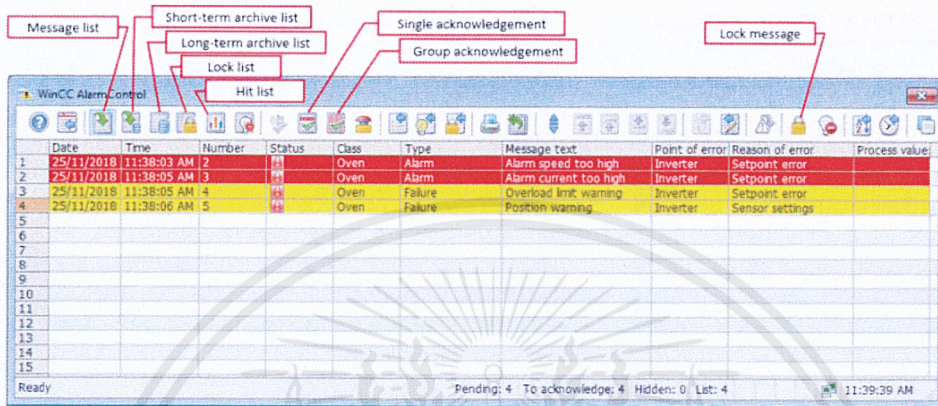 Message list
Short-term archive list
Long-term archive list
Lock list
Hit list
Single acknowledgement
Group acknowledgement
Lock message
WinCC AlarmControl
Date Time Number Status Class Type Message text Point of error Reason of error Process value
1 25/11/2018 11:38:03 AM 2 Oven Alarm Alarm speed too high Inverter Setpoint error
2 25/11/2018 11:38:05 AM 3 Oven Alarm Alarm current too high Inverter Setpoint error
3 25/11/2018 11:38:05 AM 4 Oven Failure Overload limit warning Inverter Setpoint error
4 25/11/2018 11:38:06 AM 5 Oven Failure Position warning Inverter Sensor settings
5
6
7
8
9
10
11
12
13
14
15
Ready Pending: 4 To acknowledge: 4 Hidden: 0 List: 4 11:39:39 AM